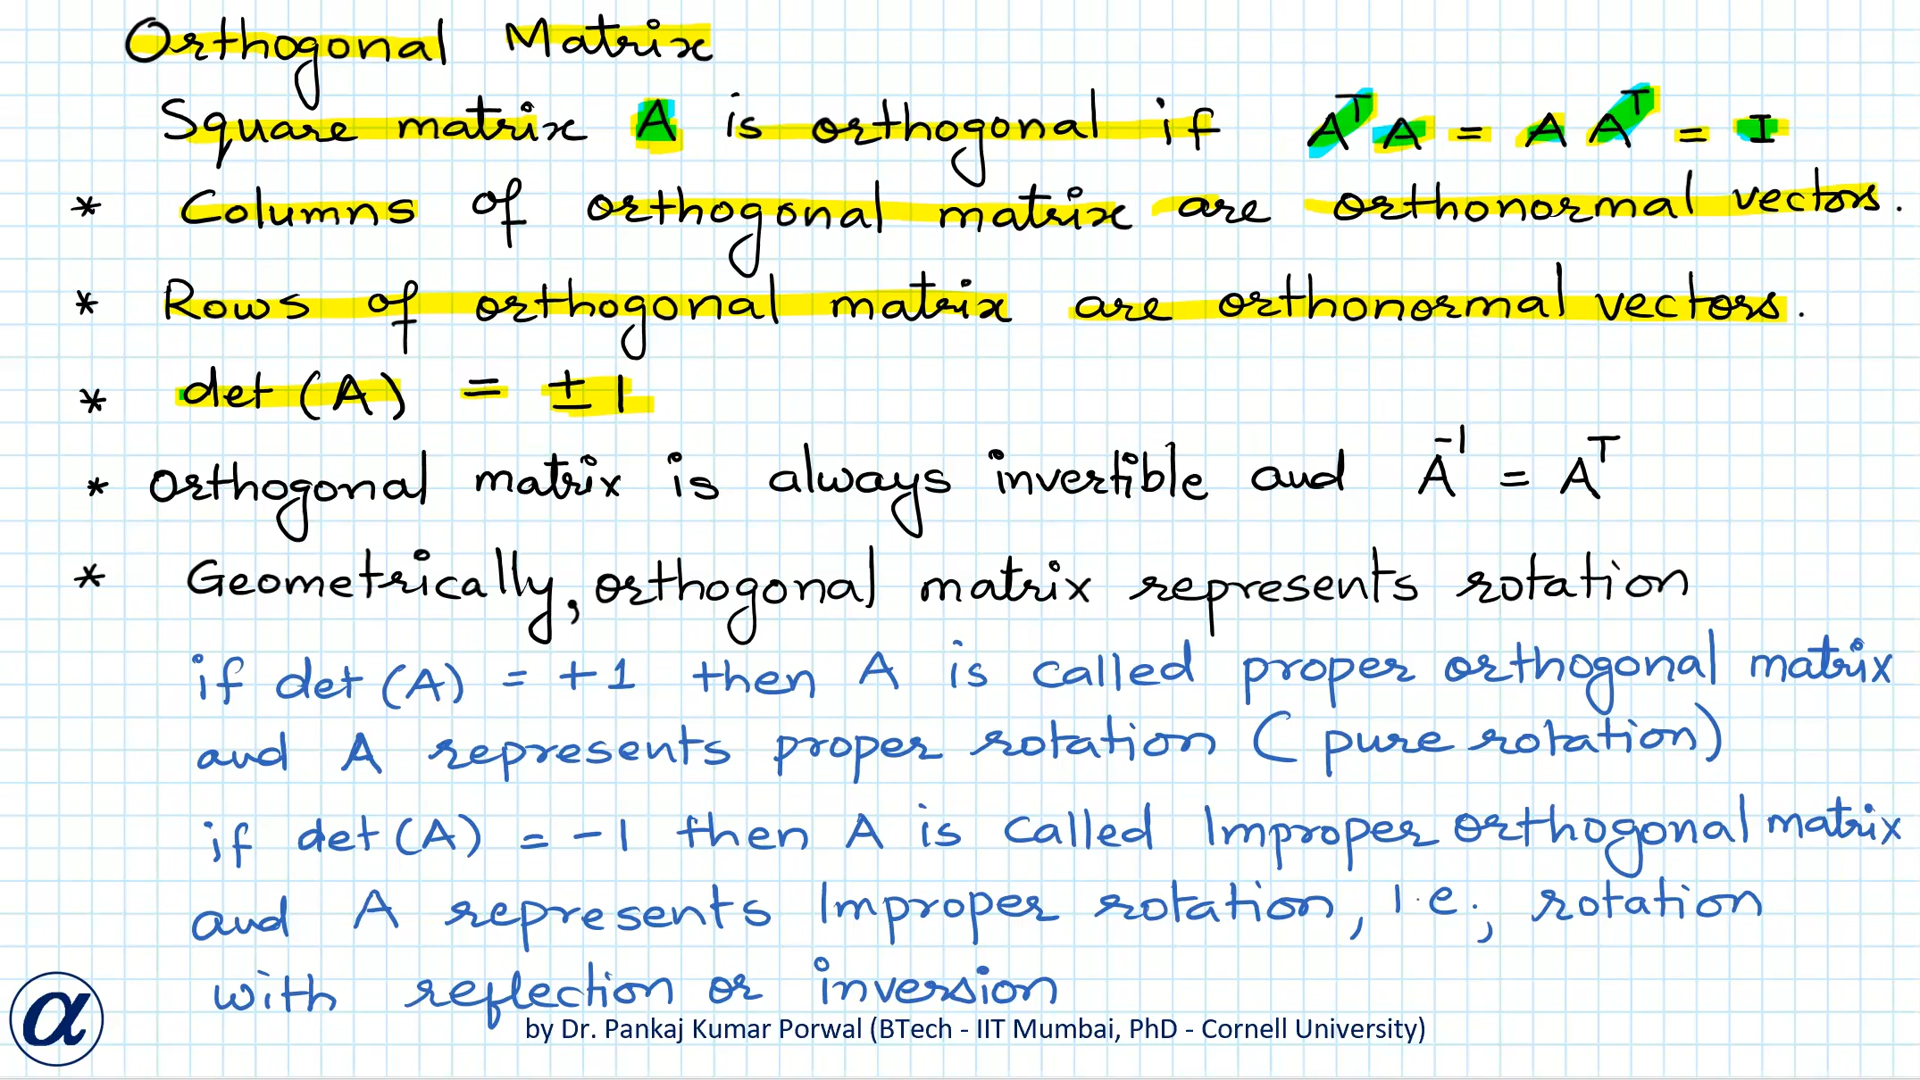 Orthogonal Matrix
Square matrix A is orthogonal if AᵀA = AAᵀ = I
* Columns of orthogonal matrix are orthonormal vectors.
* Rows of orthogonal matrix are orthonormal vectors.
* det (A) = ± 1
* Orthogonal matrix is always invertible and A⁻¹ = Aᵀ
* Geometrically, orthogonal matrix represents rotation
if det (A) = +1 then A is called proper orthogonal matrix
and A represents proper rotation (pure rotation)
if det (A) = -1 then A is called Improper orthogonal matrix
and A represents Improper rotation, i.e., rotation
with reflection or inversion
α
by Dr. Pankaj Kumar Porwal (BTech - IIT Mumbai, PhD - Cornell University)